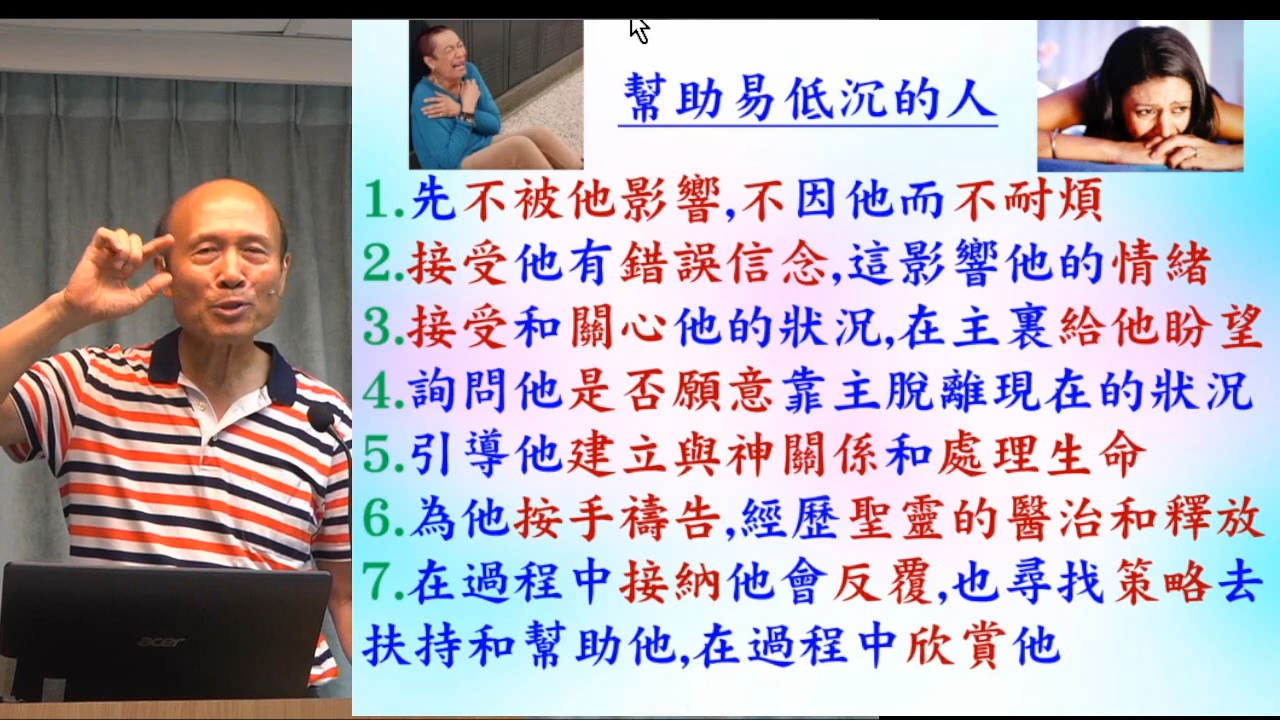 幫助易低沉的人
1.先不被他影響,不因他而不耐煩
2.接受他有錯誤信念,這影響他的情緒
3.接受和關心他的狀況,在主裏給他盼望
4.詢問他是否願意靠主脫離現在的狀況
5.引導他建立與神關係和處理生命
6.為他按手禱告,經歷聖靈的醫治和釋放
7.在過程中接納他會反覆,也尋找策略去
扶持和幫助他,在過程中欣賞他
acer